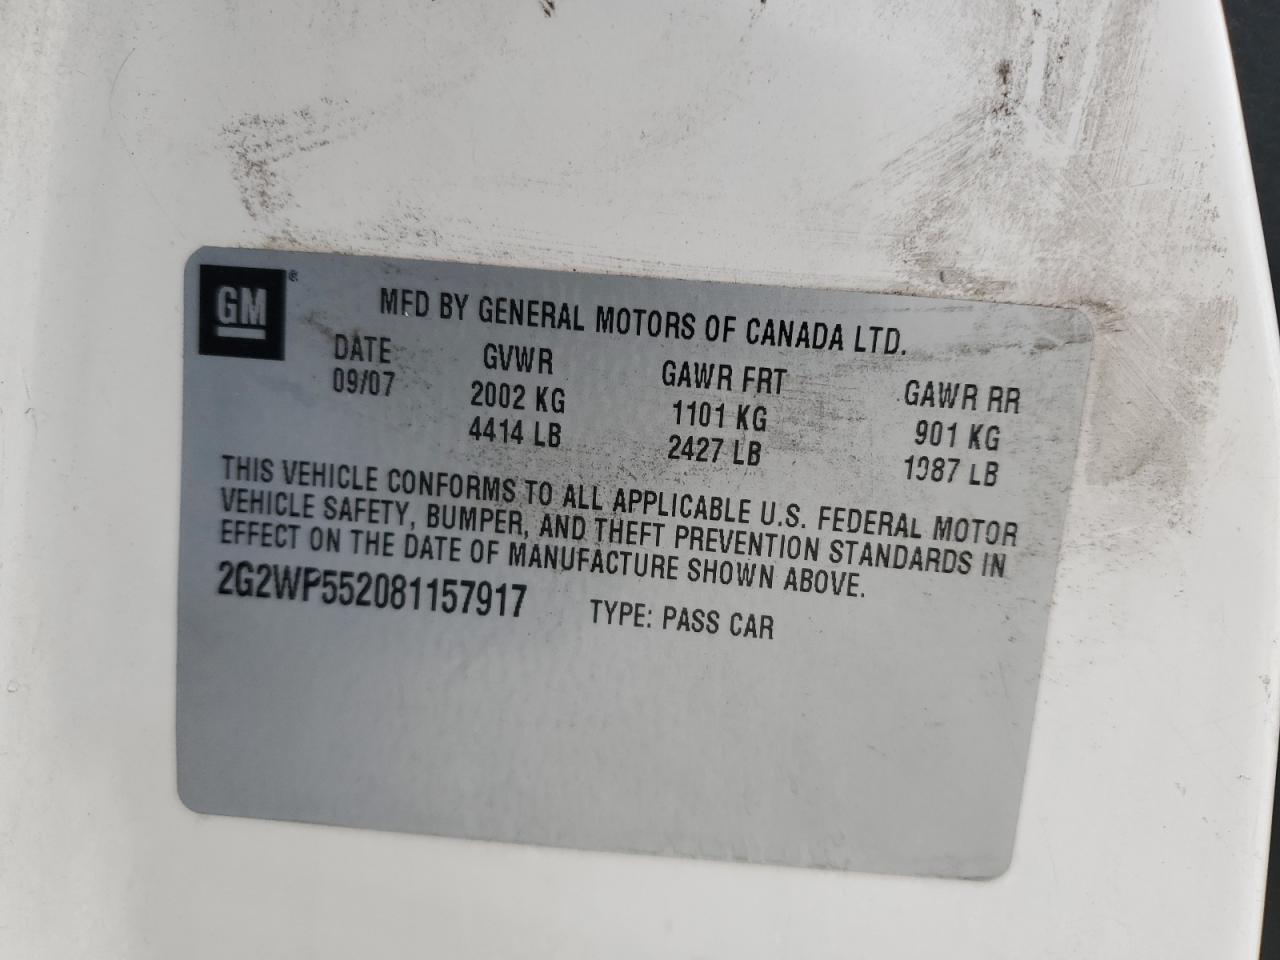 GM ®
MFD BY GENERAL MOTORS OF CANADA LTD.
DATE GVWR GAWR FRT GAWR RR
09/07 2002 KG 1101 KG 901 KG
4414 LB 2427 LB 1987 LB
THIS VEHICLE CONFORMS TO ALL APPLICABLE U.S. FEDERAL MOTOR
VEHICLE SAFETY, BUMPER, AND THEFT PREVENTION STANDARDS IN
EFFECT ON THE DATE OF MANUFACTURE SHOWN ABOVE.
2G2WP552081157917 TYPE: PASS CAR